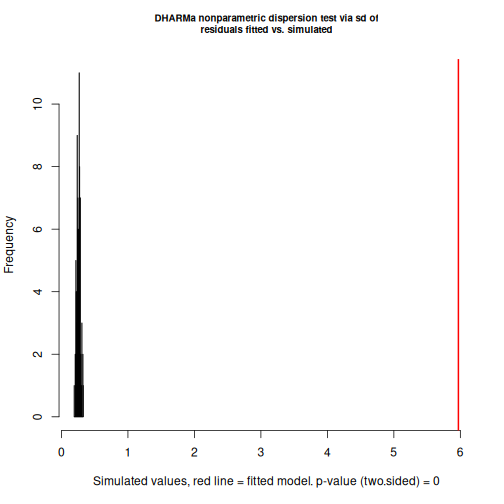 DHARMa nonparametric dispersion test via sd of
residuals fitted vs. simulated
Frequency
10
8
6
4
2
0
0 1 2 3 4 5 6
Simulated values, red line = fitted model. p-value (two.sided) = 0